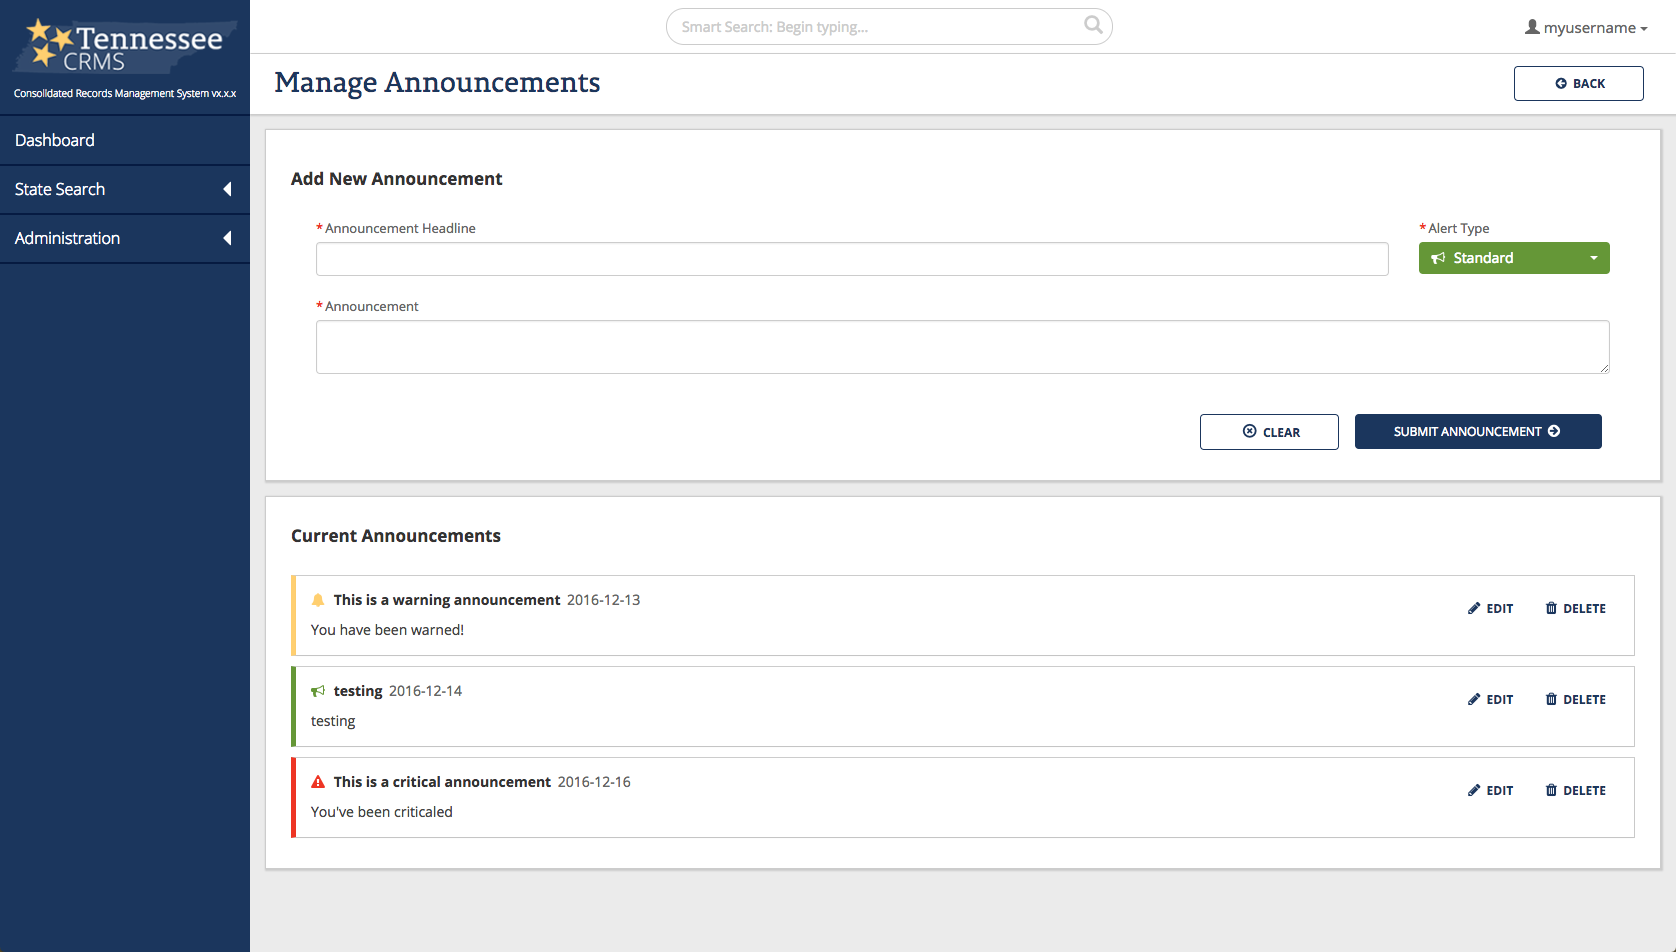 Tennessee
CRMS
Consolidated Records Management System vx.x.x
Dashboard
State Search
Administration
Smart Search: Begin typing...
myusername
Manage Announcements
BACK
Add New Announcement
*Announcement Headline
*Alert Type
Standard
*Announcement
CLEAR
SUBMIT ANNOUNCEMENT
Current Announcements
This is a warning announcement 2016-12-13
You have been warned!
EDIT DELETE
testing 2016-12-14
testing
EDIT DELETE
This is a critical announcement 2016-12-16
You've been criticaled
EDIT DELETE